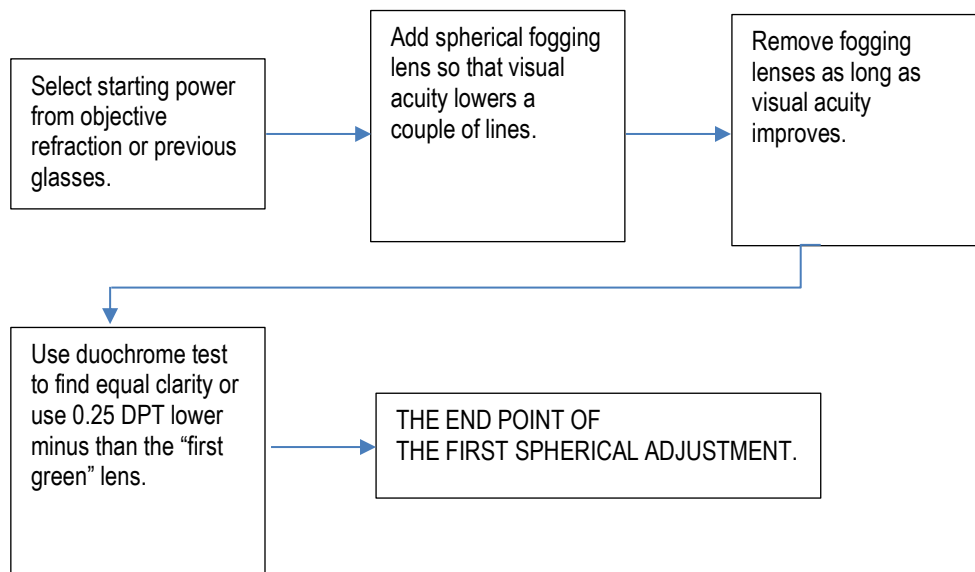 Select starting power
from objective
refraction or previous
glasses.
Add spherical fogging
lens so that visual
acuity lowers a
couple of lines.
Remove fogging
lenses as long as
visual acuity
improves.
Use duochrome test
to find equal clarity or
use 0.25 DPT lower
minus than the “first
green” lens.
THE END POINT OF
THE FIRST SPHERICAL ADJUSTMENT.